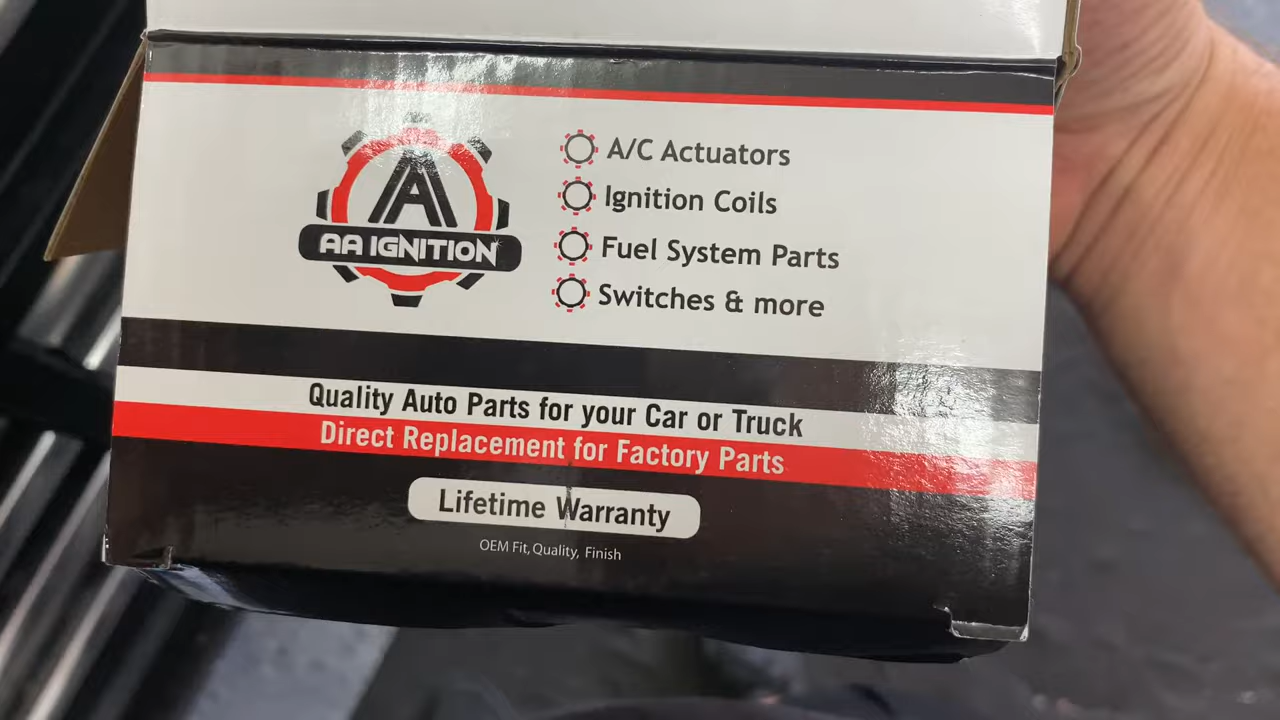 A
AA IGNITION
A/C Actuators
Ignition Coils
Fuel System Parts
Switches & more
Quality Auto Parts for your Car or Truck
Direct Replacement for Factory Parts
Lifetime Warranty
OEM Fit, Quality, Finish